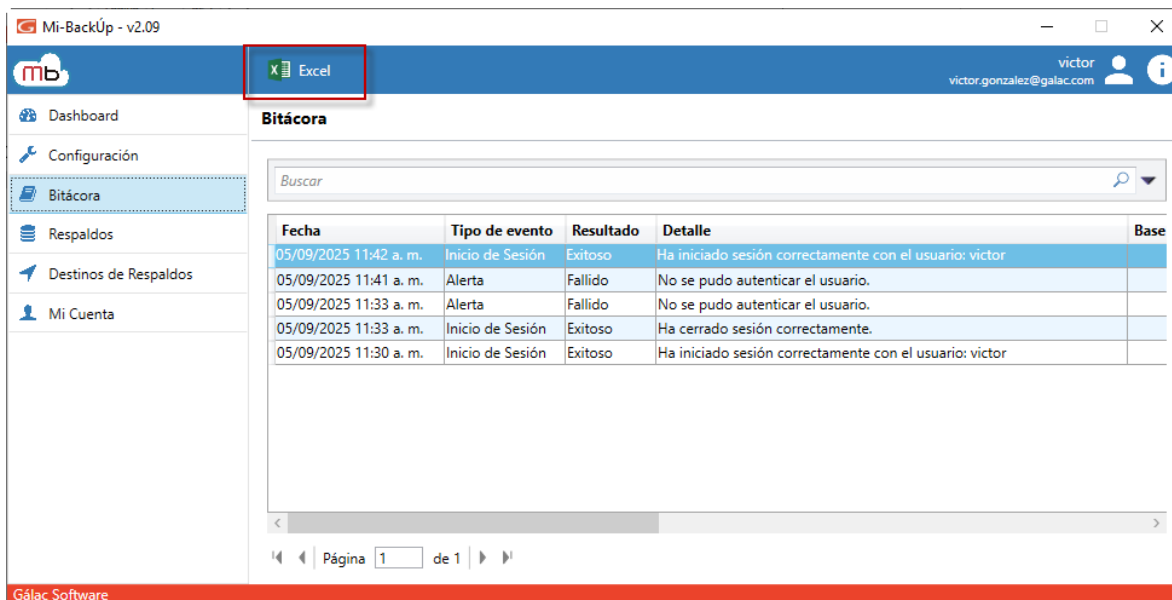 Mi-BackÚp - v2.09
mb
Excel
victor
victor.gonzalez@galac.com
Dashboard
Configuración
Bitácora
Respaldos
Destinos de Respaldos
Mi Cuenta
Bitácora
Buscar
Fecha Tipo de evento Resultado Detalle Base
05/09/2025 11:42 a. m. Inicio de Sesión Exitoso Ha iniciado sesión correctamente con el usuario: victor
05/09/2025 11:41 a. m. Alerta Fallido No se pudo autenticar el usuario.
05/09/2025 11:33 a. m. Alerta Fallido No se pudo autenticar el usuario.
05/09/2025 11:33 a. m. Inicio de Sesión Exitoso Ha cerrado sesión correctamente.
05/09/2025 11:30 a. m. Inicio de Sesión Exitoso Ha iniciado sesión correctamente con el usuario: victor
Página 1 de 1
Gálac Software